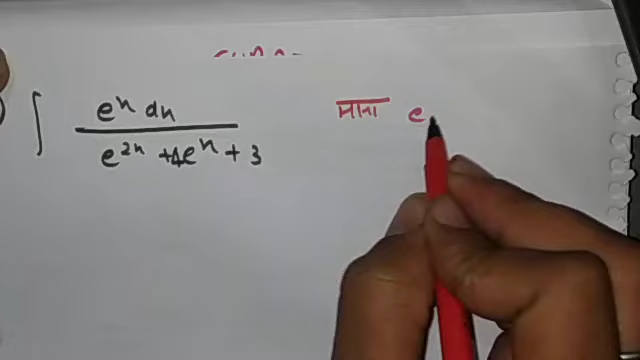 ∫ eˣ dx / e²ˣ + 4eˣ + 3
माना e